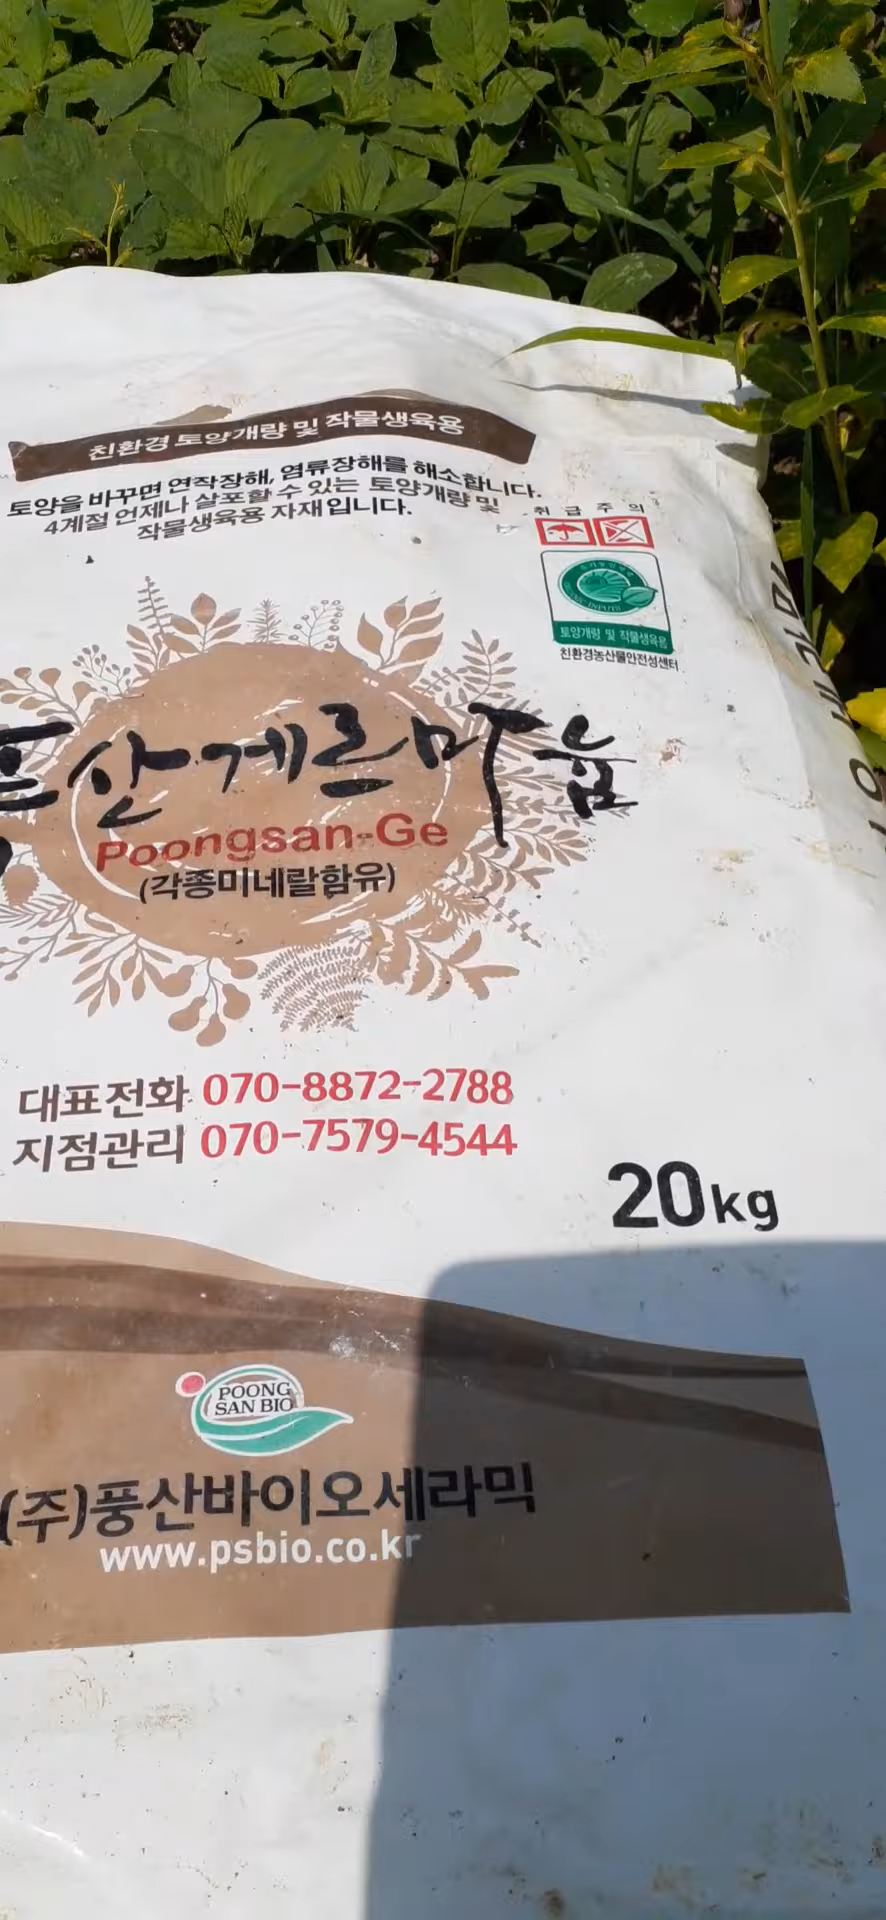 친환경 토양개량 및 작물생육용
토양을 바꾸면 연작장해, 염류장해를 해소합니다.
4계절 언제나 살포할 수 있는 토양개량 및
작물생육용 자재입니다.
취급주의
ORGANIC INPUTS
토양개량 및 작물생육용
친환경농산물안전성센터
풍산게르마늄
Poongsan-Ge
(각종미네랄함유)
대표전화 070-8872-2788
지점관리 070-7579-4544
20kg
POONG
SAN BIO
(주)풍산바이오세라믹
www.psbio.co.kr